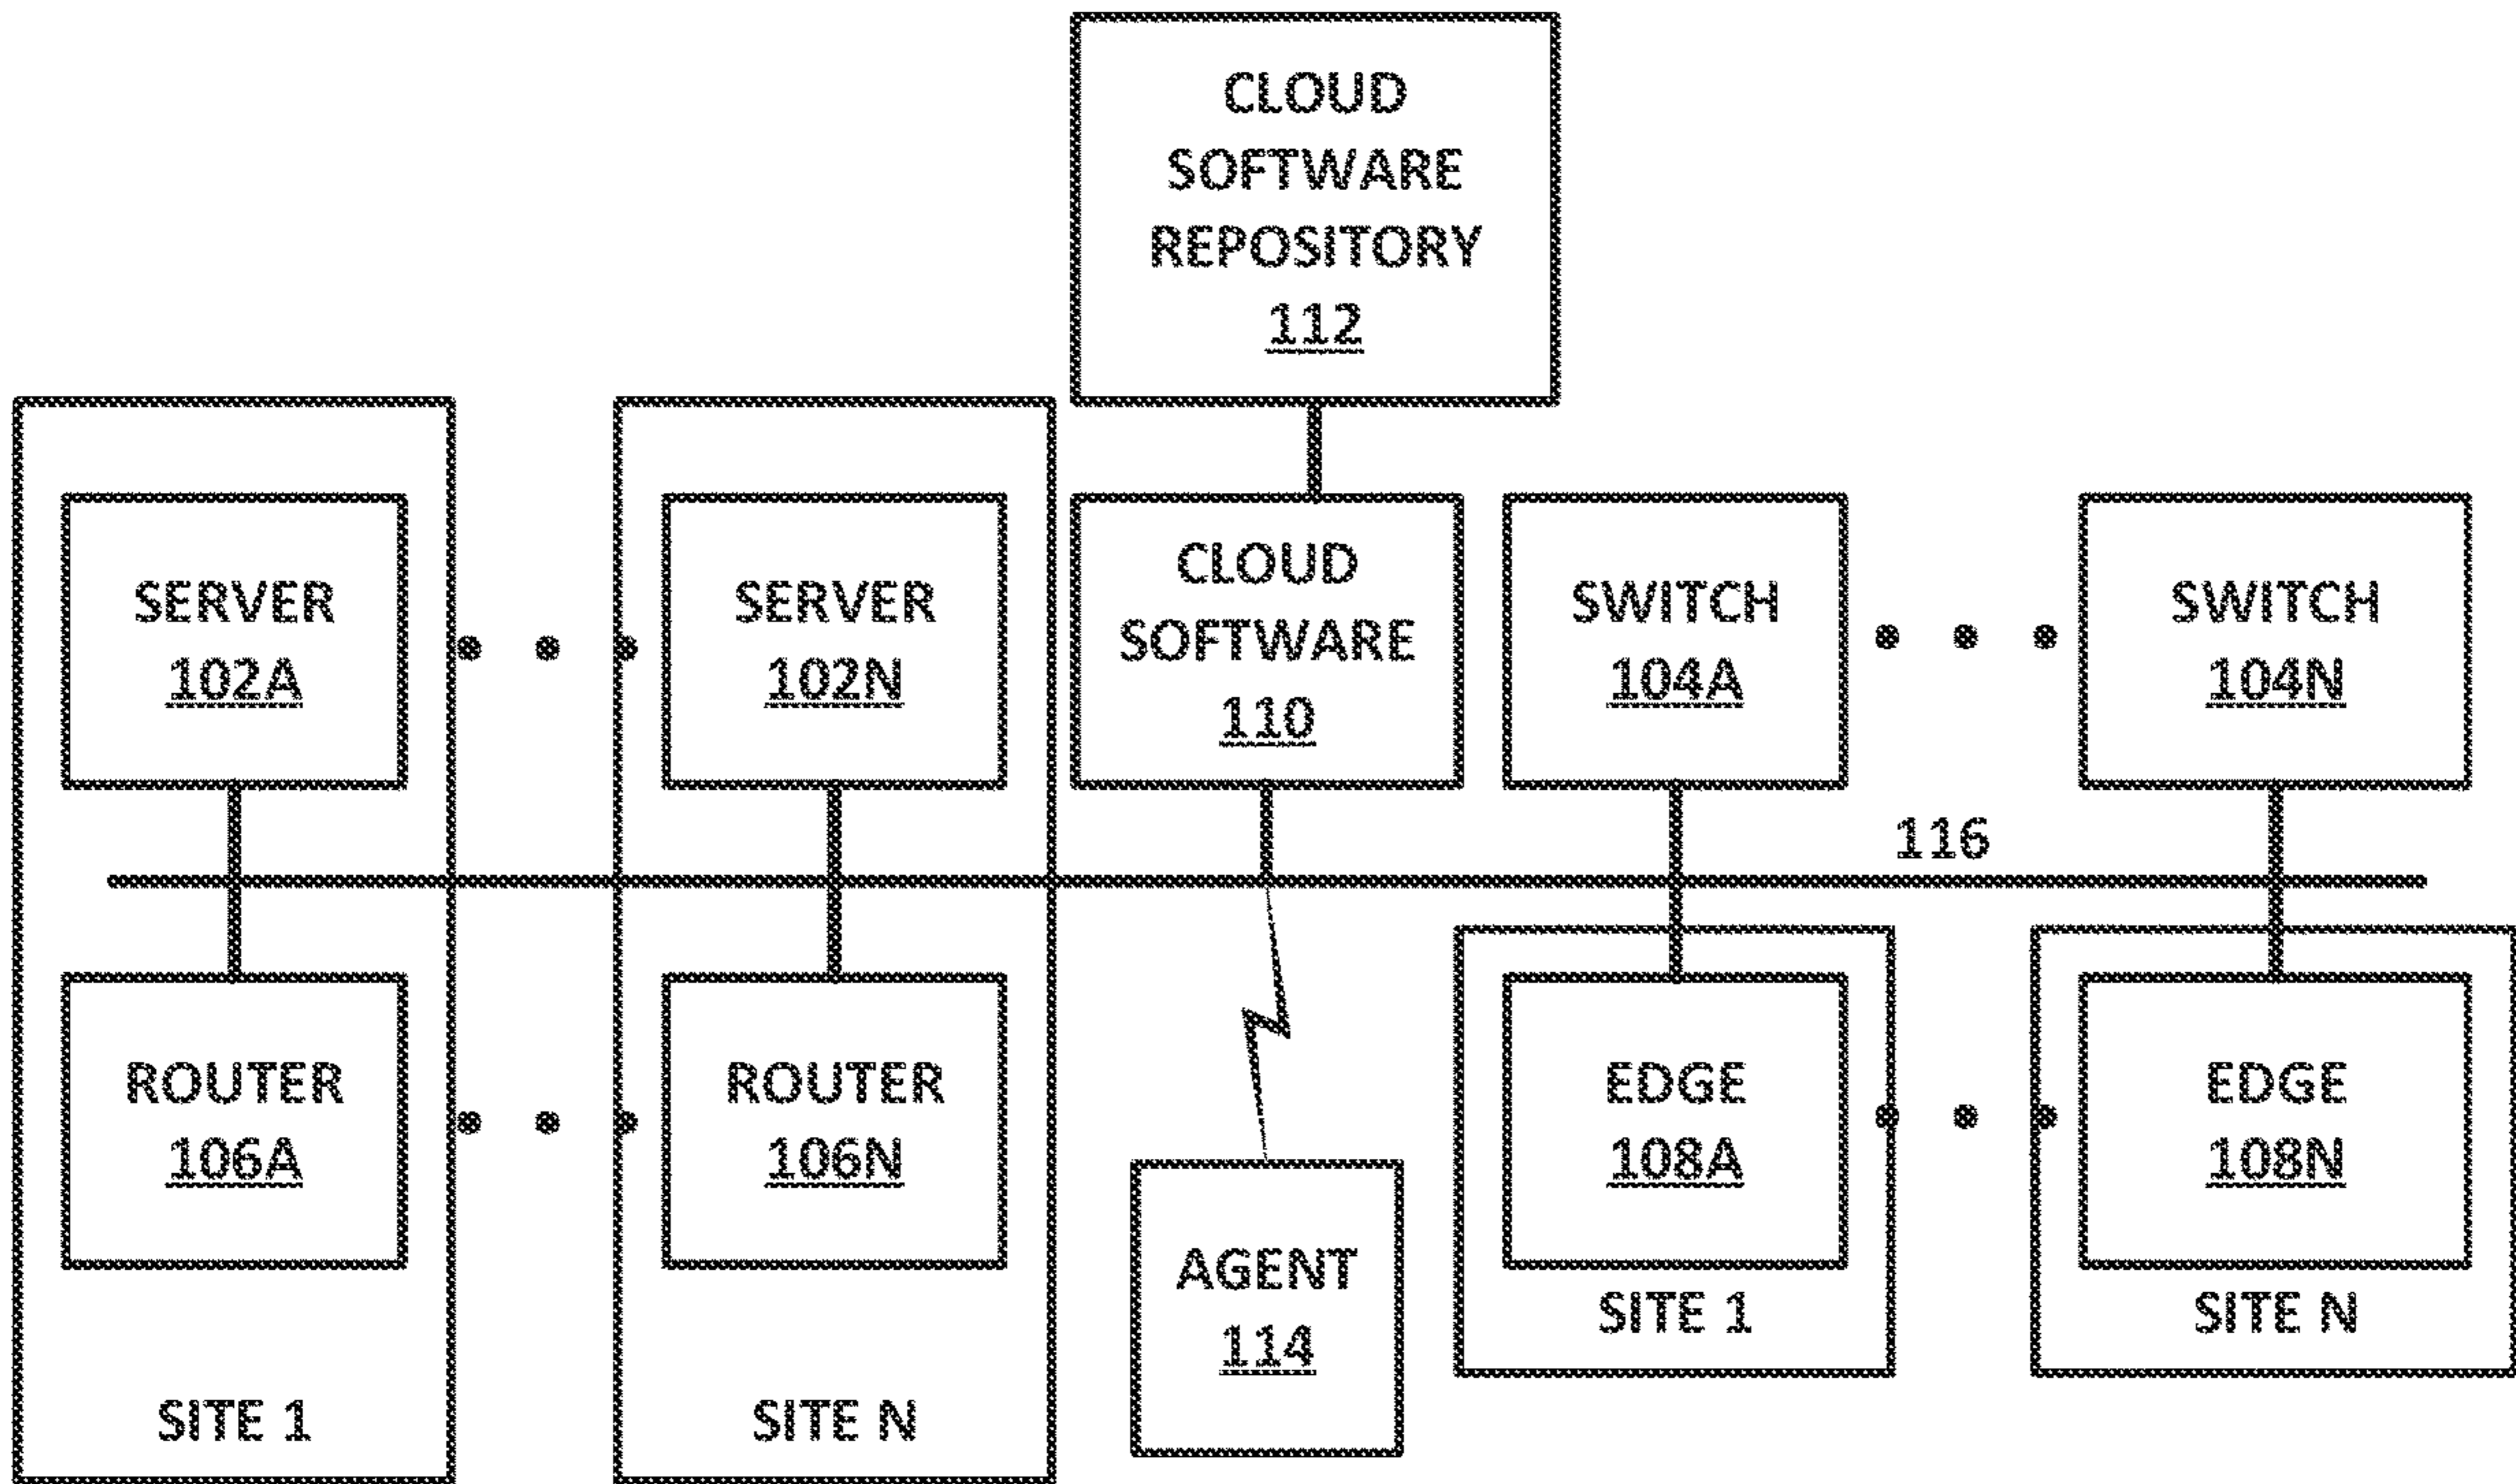 CLOUD
SOFTWARE
REPOSITORY
112
SERVER
102A
SERVER
102N
CLOUD
SOFTWARE
110
SWITCH
104A
SWITCH
104N
116
ROUTER
106A
SITE 1
ROUTER
106N
SITE N
AGENT
114
EDGE
108A
SITE 1
EDGE
108N
SITE N